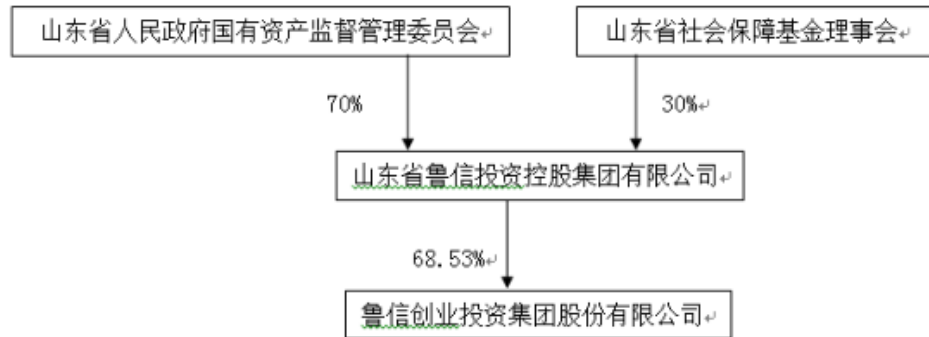 山东省人民政府国有资产监督管理委员会
山东省社会保障基金理事会
70%
30%
山东省鲁信投资控股集团有限公司
68.53%
鲁信创业投资集团股份有限公司